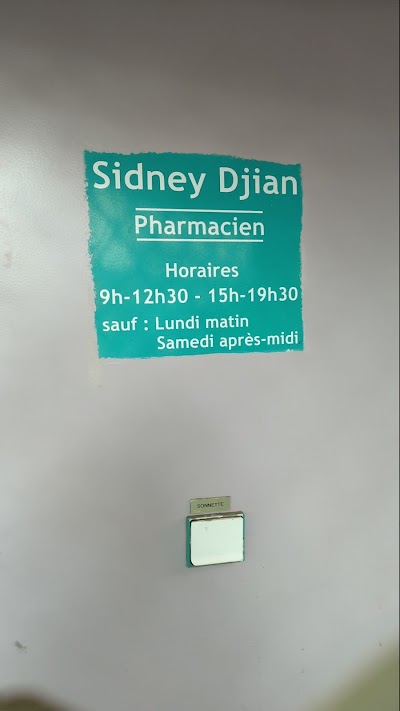 Sidney Djian
Pharmacien
Horaires
9h-12h30 - 15h-19h30
sauf : Lundi matin
Samedi après-midi
SONNETTE